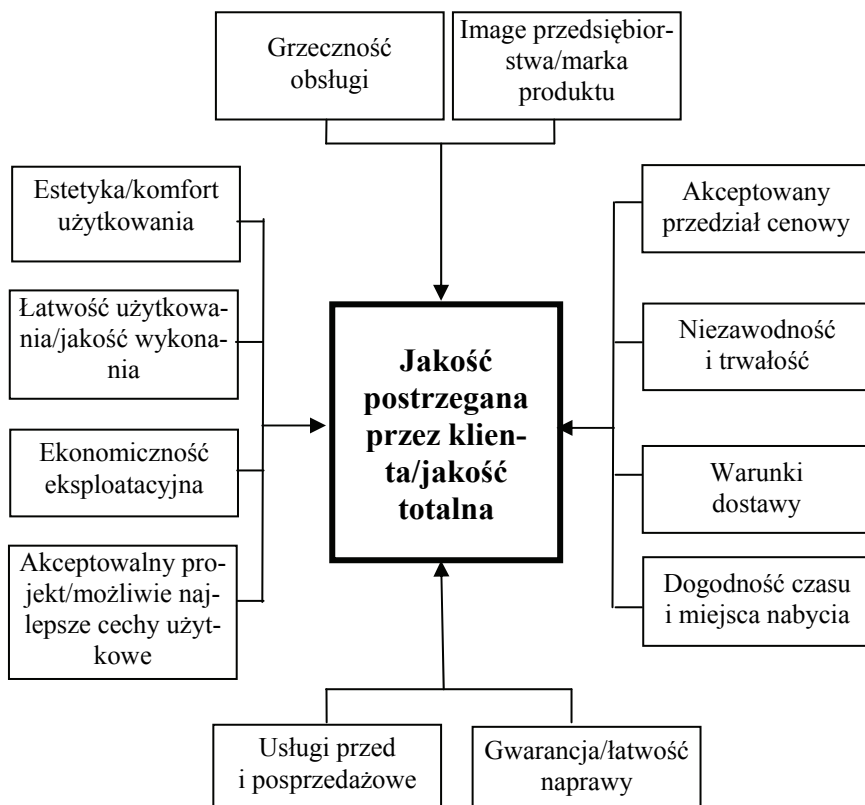 Grzeczność
obsługi
Image przedsiębior-
stwa/marka
produktu
Estetyka/komfort
użytkowania
Łatwość użytkowa-
nia/jakość wykona-
nia
Ekonomiczność
eksploatacyjna
Akceptowalny pro-
jekt/możliwie naj-
lepsze cechy użyt-
kowe
Jakość
postrzegana
przez klien-
ta/jakość
totalna
Akceptowany
przedział cenowy
Niezawodność
i trwałość
Warunki
dostawy
Dogodność czasu
i miejsca nabycia
Usługi przed
i posprzedażowe
Gwarancja/łatwość
naprawy